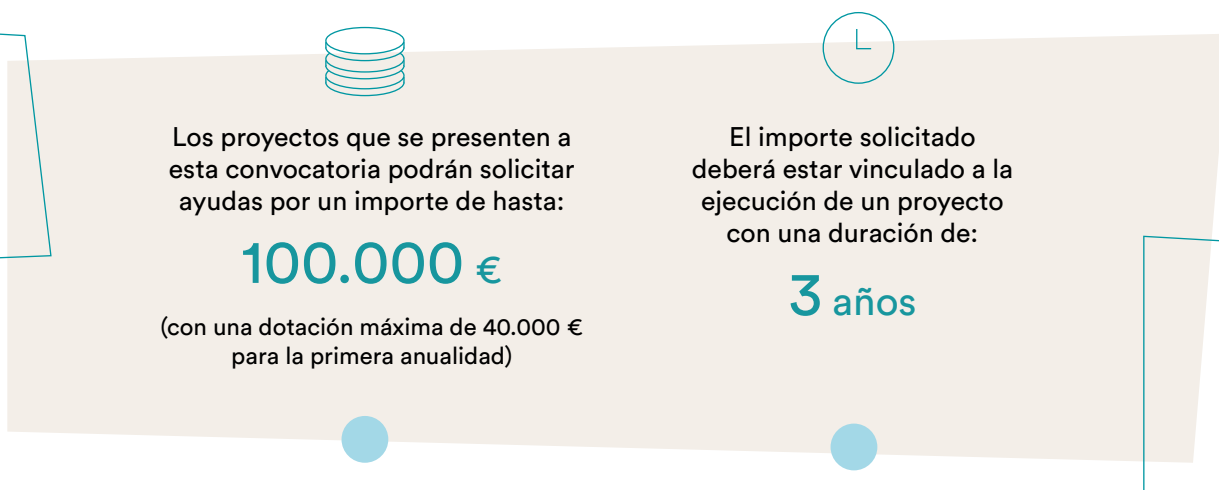 Los proyectos que se presenten a
esta convocatoria podrán solicitar
ayudas por un importe de hasta:
100.000 €
(con una dotación máxima de 40.000 €
para la primera anualidad)
El importe solicitado
deberá estar vinculado a la
ejecución de un proyecto
con una duración de:
3 años